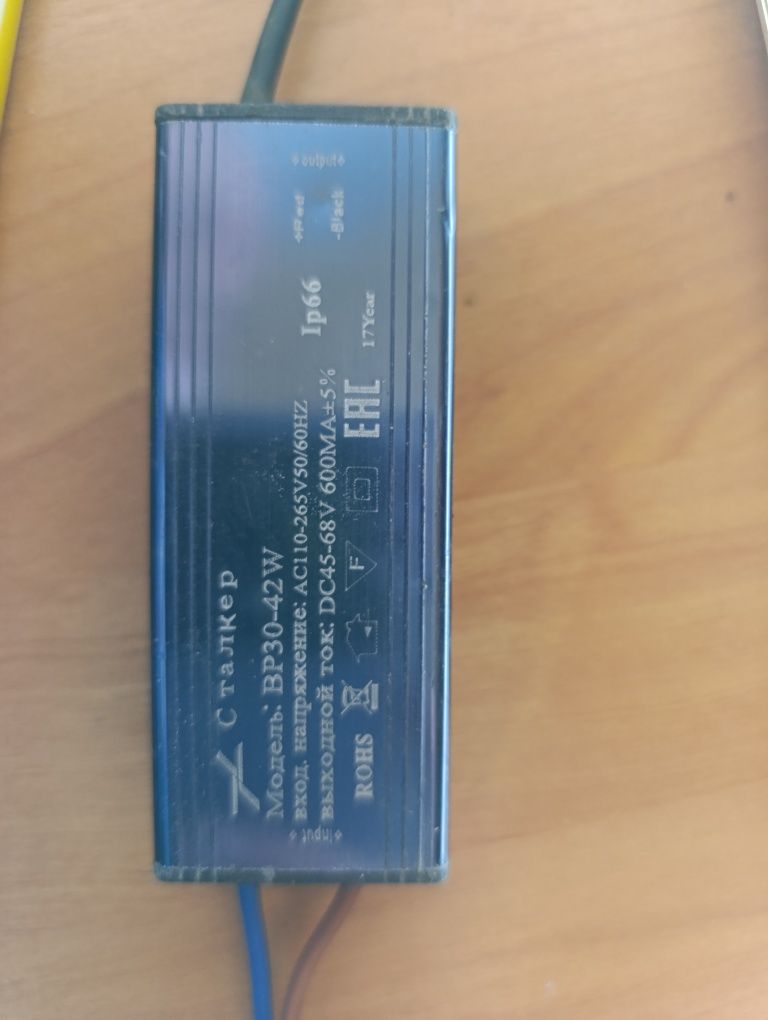 Сталкер
Модель: BP30-42W
вход. напряжение: AC110-265V50/60HZ
выходной ток: DC45-68V 600MA±5%
Ip66
ROHS
F
EAC
17Year
input
output
+Red
-Black